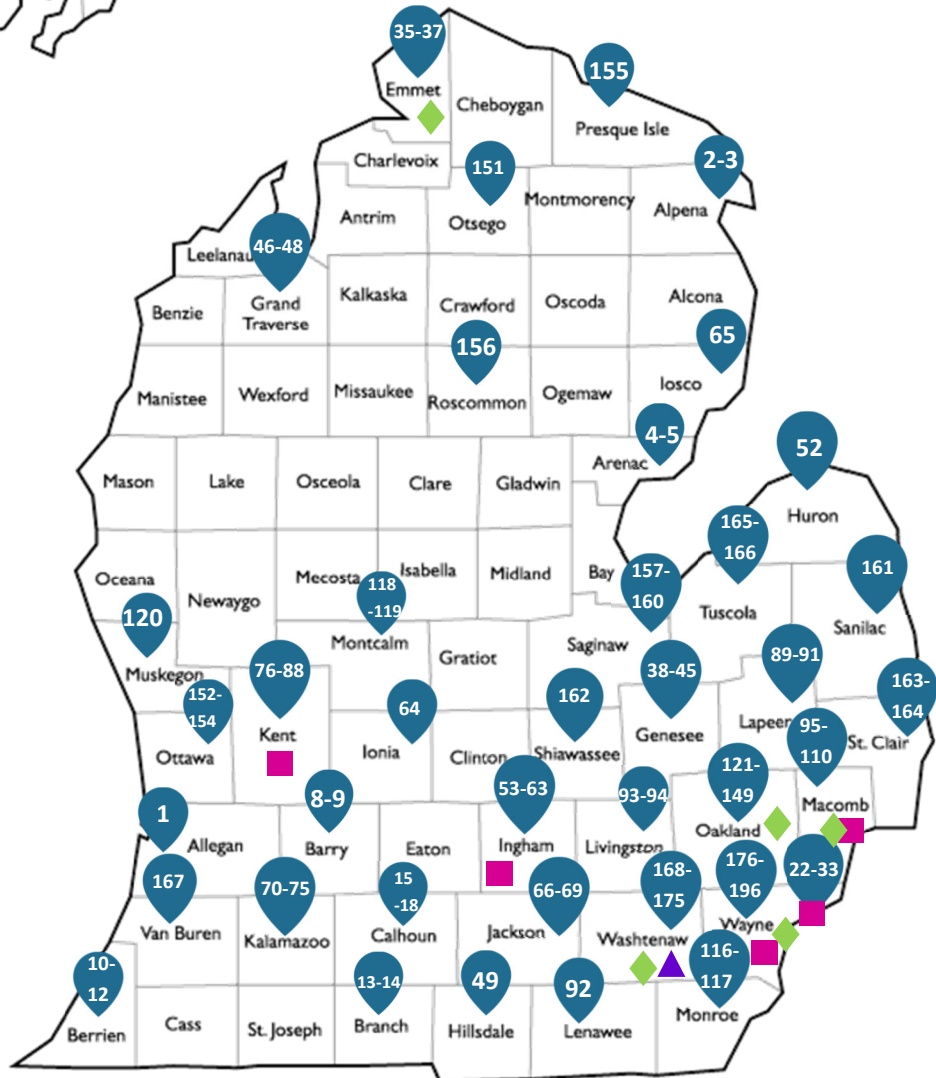 35-37
Emmet
Cheboygan
155
Presque Isle
Charlevoix
151
2-3
Montmorency
Alpena
Antrim
Otsego
46-48
Leelanau
Kalkaska
Crawford
Oscoda
Alcona
Benzie
Grand
Traverse
65
156
Manistee
Wexford
Missaukee
Roscommon
Ogemaw
Iosco
4-5
52
Mason
Lake
Osceola
Clare
Gladwin
Arenac
Huron
165-
166
161
Oceana
Newaygo
Mecosta
Isabella
Midland
Bay
157-
160
118
-119
Tuscola
120
Sanilac
Montcalm
Gratiot
Saginaw
Muskegon
76-88
38-45
89-91
163-
164
152-
154
64
162
Ottawa
Kent
Ionia
Clinton
Shiawassee
Genesee
Lapeer
95-
110
St. Clair
1
8-9
53-63
93-94
121-
149
Macomb
Allegan
Barry
Eaton
Ingham
Livingston
Oakland
167
70-75
15
-18
66-69
168-
175
176-
196
22-33
Van Buren
Kalamazoo
Calhoun
Jackson
Washtenaw
Wayne
10-
12
13-14
49
92
116-
117
Berrien
Cass
St. Joseph
Branch
Hillsdale
Lenawee
Monroe